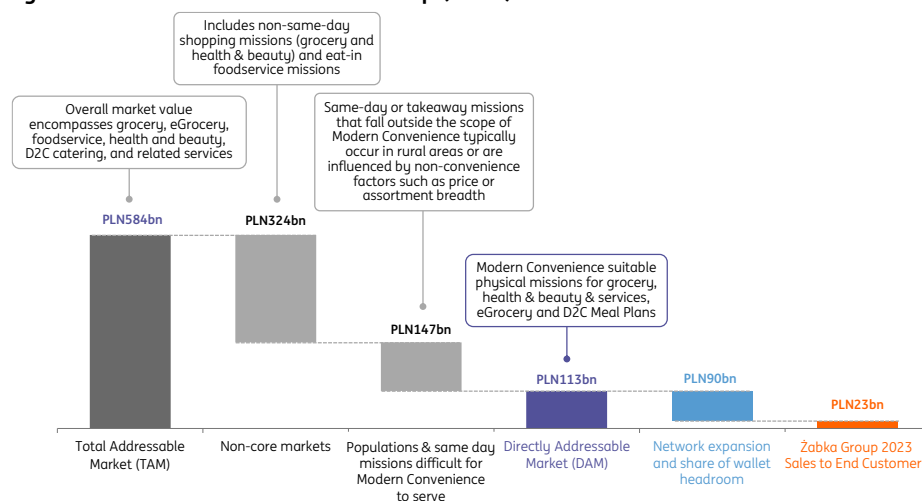 Includes non-same-day
shopping missions (grocery and
health & beauty) and eat-in
foodservice missions
Overall market value
encompasses grocery, eGrocery,
foodservice, health and beauty,
D2C catering, and related services
Same-day or takeaway missions
that fall outside the scope of
Modern Convenience typically
occur in rural areas or are
influenced by non-convenience
factors such as price or
assortment breadth
Modern Convenience suitable
physical missions for grocery,
health & beauty & services,
eGrocery and D2C Meal Plans
PLN584bn
PLN324bn
PLN147bn
PLN113bn
PLN90bn
PLN23bn
Total Addressable
Market (TAM)
Non-core markets
Populations & same day
missions difficult for
Modern Convenience
to serve
Directly Addressable
Market (DAM)
Network expansion
and share of wallet
headroom
Żabka Group 2023
Sales to End Customer